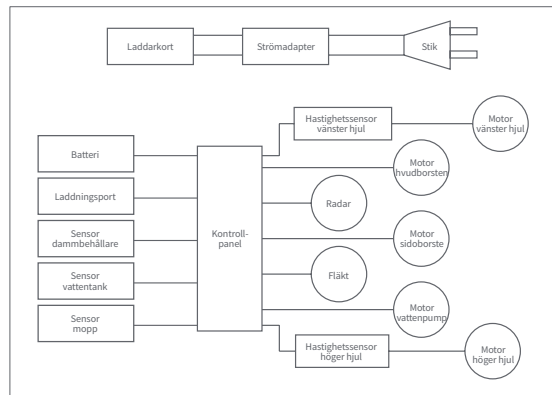 Laddarkort
Strömadapter
Stik
Hastighetssensor
vänster hjul
Motor
vänster hjul
Batteri
Motor
hvudborsten
Laddningsport
Radar
Sensor
dammbehållare
Kontroll-
panel
Motor
sidoborste
Sensor
vattentank
Fläkt
Sensor
mopp
Motor
vattenpump
Hastighetssensor
höger hjul
Motor
höger hjul